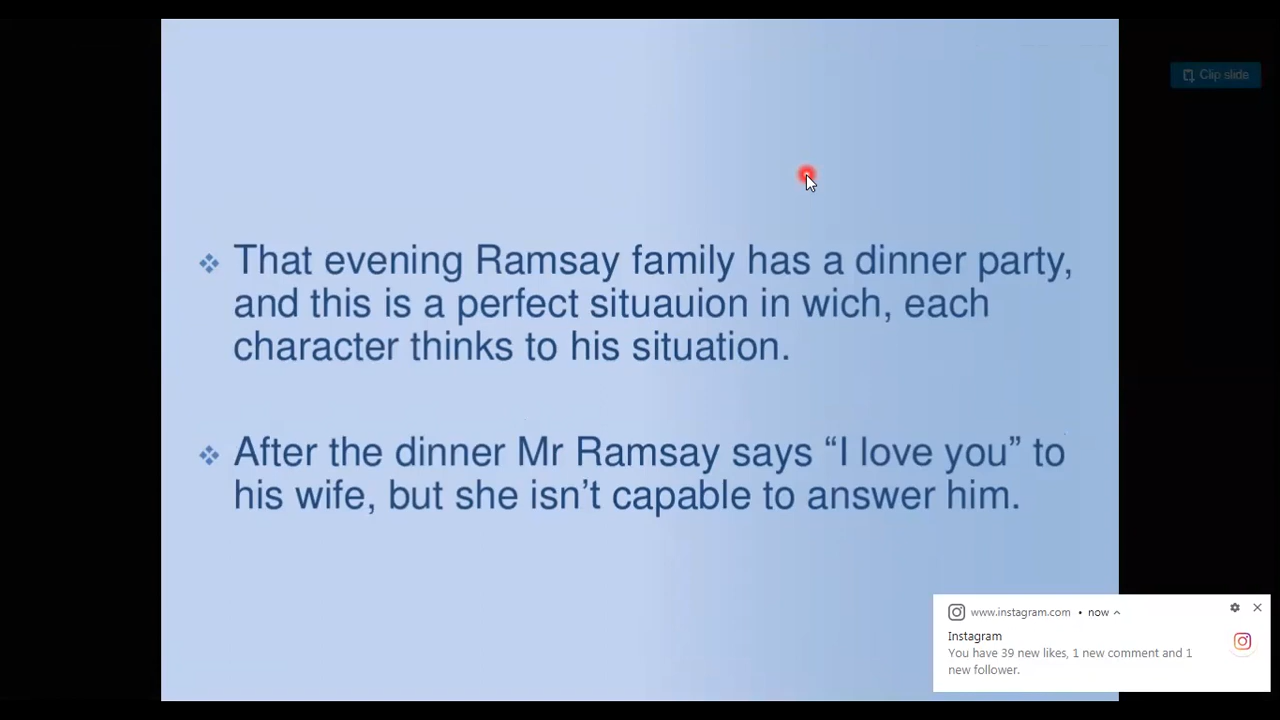 Clip slide
That evening Ramsay family has a dinner party,
and this is a perfect situauion in wich, each
character thinks to his situation.
After the dinner Mr Ramsay says “I love you” to
his wife, but she isn’t capable to answer him.
www.instagram.com • now
Instagram
You have 39 new likes, 1 new comment and 1
new follower.